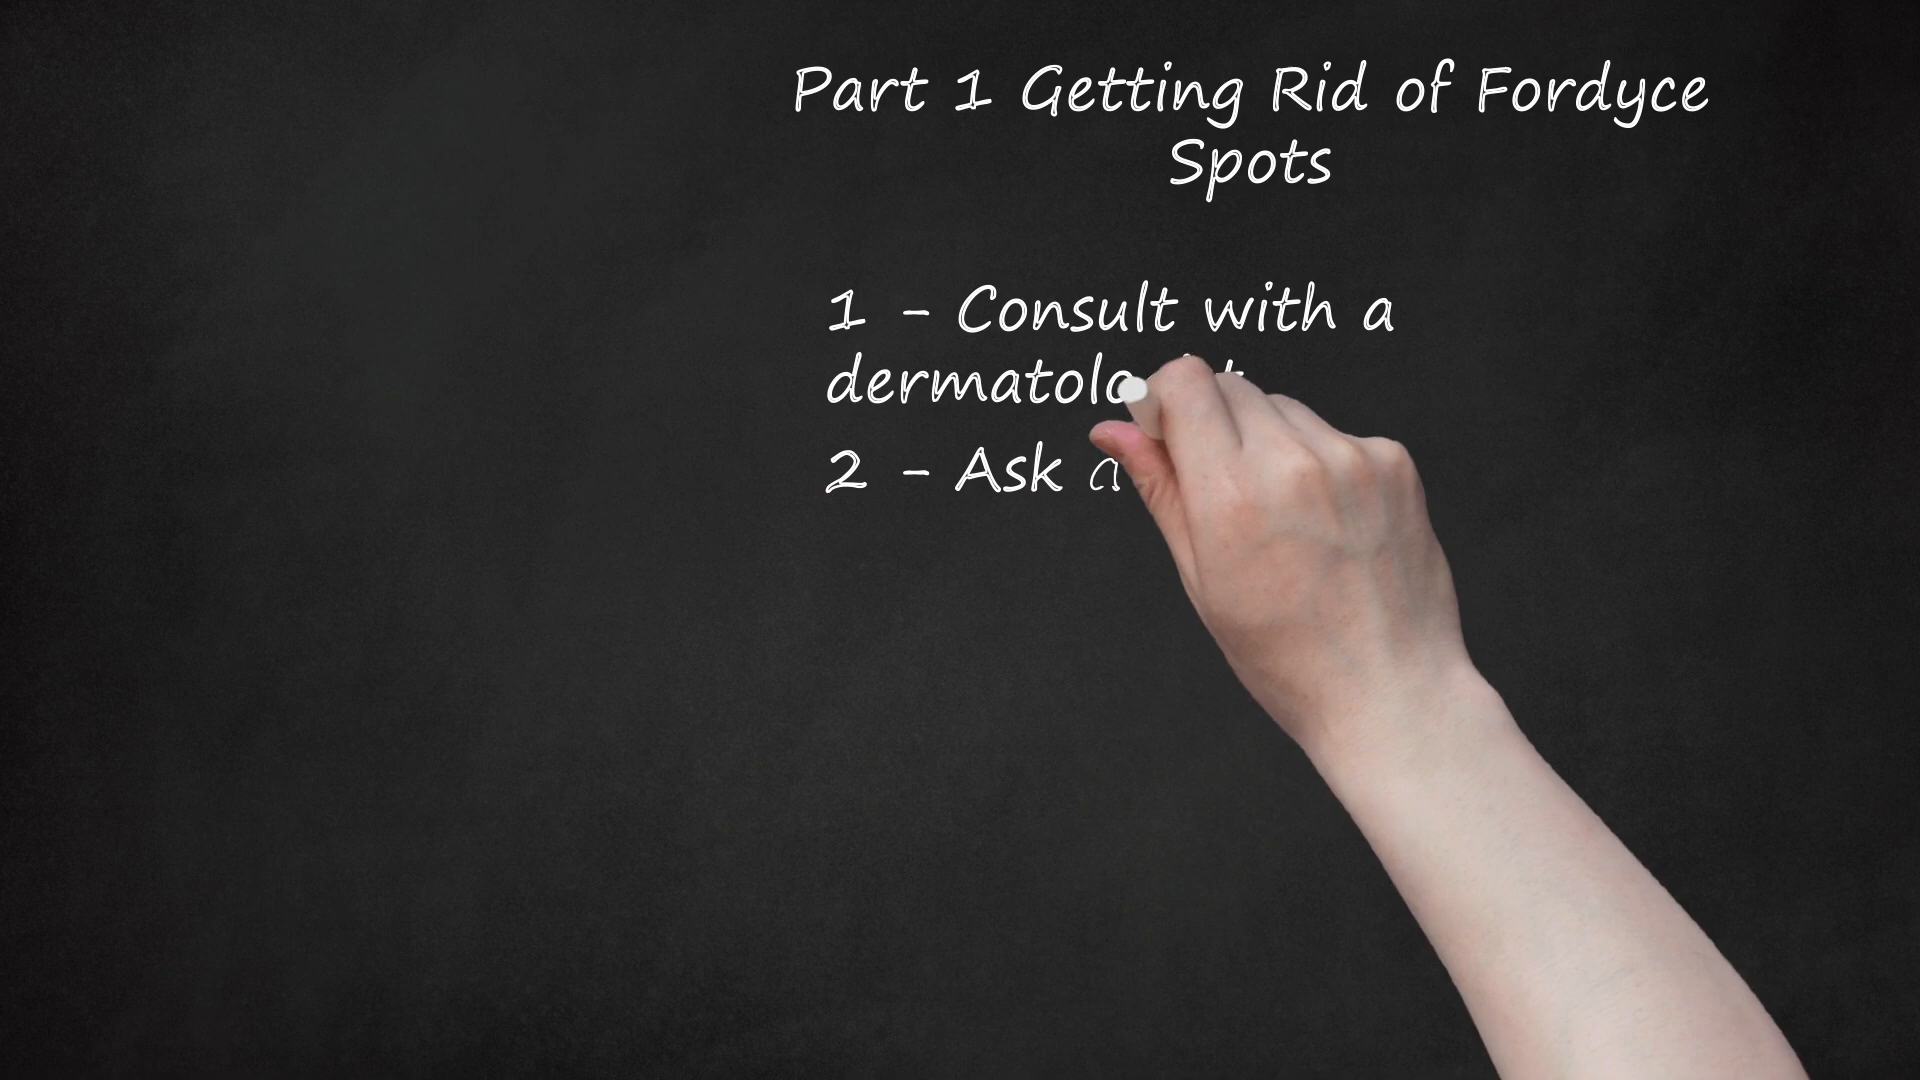 Part 1 Getting Rid of Fordyce
Spots
1 - Consult with a
2 - Ask